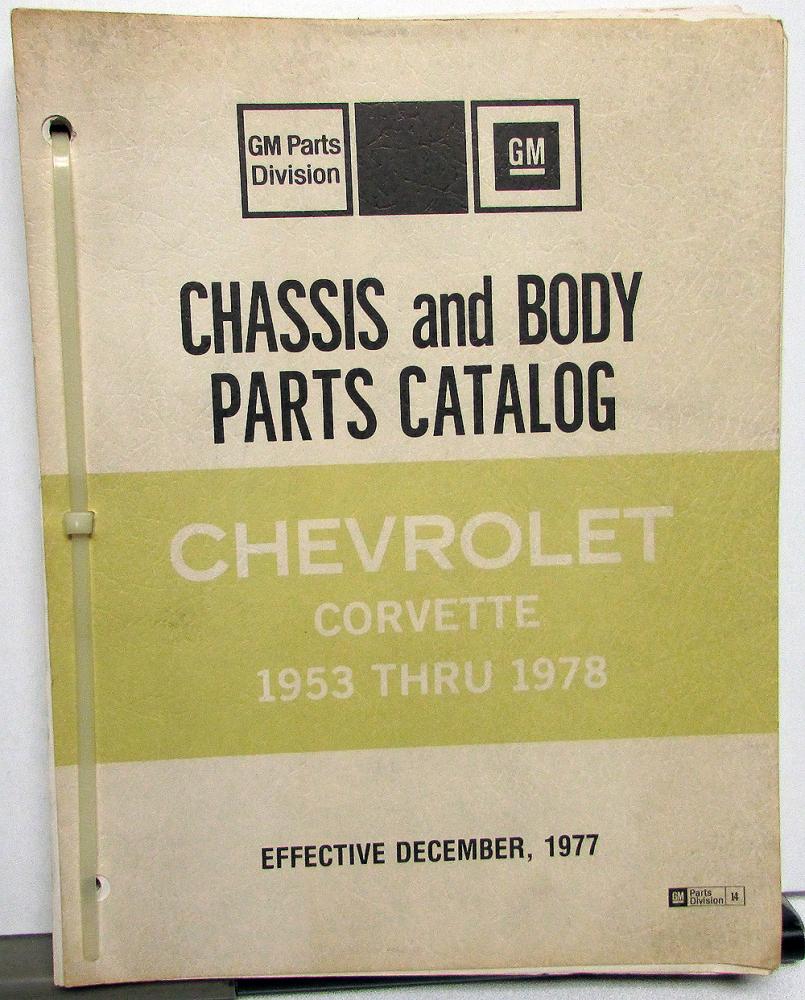 GM Parts
Division
GM
CHASSIS and BODY
PARTS CATALOG
CHEVROLET
CORVETTE
1953 THRU 1978
EFFECTIVE DECEMBER, 1977
GM Parts
Division 14